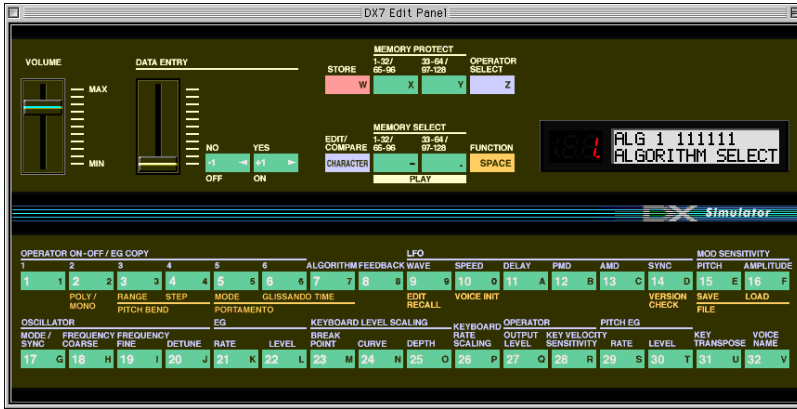 DX7 Edit Panel
VOLUME
DATA ENTRY
MEMORY PROTECT
STORE
1-32/ 65-96
33-64/ 97-128
OPERATOR SELECT
W X Y Z
MAX
MIN
NO YES
-1 +1
OFF ON
MEMORY SELECT
EDIT/ COMPARE
1-32/ 65-96
33-64/ 97-128
FUNCTION
CHARACTER - . SPACE
PLAY
1.
ALG 1 111111
ALGORITHM SELECT
DX Simulator
OPERATOR ON-OFF / EG COPY
LFO
MOD SENSITIVITY
1 2 3 4 5 6 ALGORITHM FEEDBACK WAVE SPEED DELAY PMD AMD SYNC PITCH AMPLITUDE
1 1 2 2 3 3 4 4 5 5 6 6 7 7 8 8 9 9 10 0 11 A 12 B 13 C 14 D 15 E 16 F
POLY/ MONO
RANGE STEP
MODE GLISSANDO TIME
EDIT RECALL
VOICE INIT
VERSION CHECK
SAVE LOAD
PITCH BEND
PORTAMENTO
FILE
OSCILLATOR
EG
KEYBOARD LEVEL SCALING
KEYBOARD RATE SCALING
OPERATOR
PITCH EG
MODE / SYNC
FREQUENCY COARSE
FREQUENCY FINE
DETUNE
RATE
LEVEL
BREAK POINT
CURVE
DEPTH
OUTPUT LEVEL
KEY VELOCITY SENSITIVITY
RATE
LEVEL
KEY TRANSPOSE
VOICE NAME
17 G 18 H 19 I 20 J 21 K 22 L 23 M 24 N 25 O 26 P 27 Q 28 R 29 S 30 T 31 U 32 V